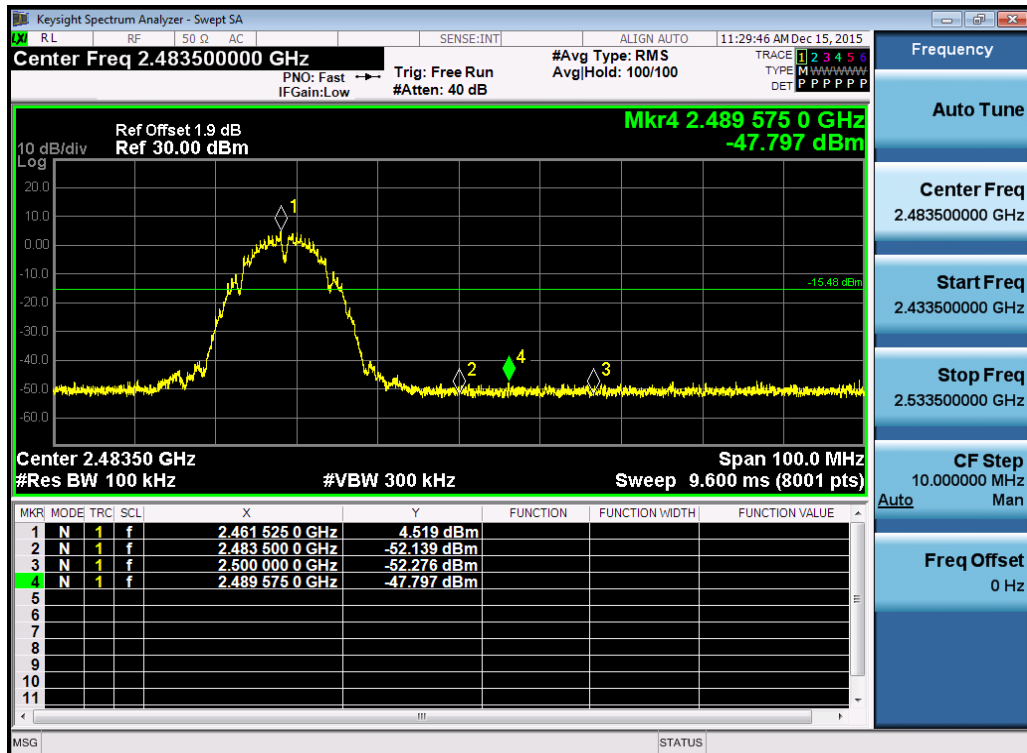 Keysight Spectrum Analyzer - Swept SA
LXI RL RF 50 Ω AC SENSE:INT ALIGN AUTO 11:29:46 AM Dec 15, 2015
Center Freq 2.483500000 GHz
PNO: Fast
IFGain:Low
Trig: Free Run
#Atten: 40 dB
#Avg Type: RMS
Avg|Hold: 100/100
TRACE 1 2 3 4 5 6
TYPE M W W W W W
DET P P P P P P
Ref Offset 1.9 dB
10 dB/div Ref 30.00 dBm
Log
Mkr4 2.489 575 0 GHz
-47.797 dBm
20.0
10.0
0.00
-10.0
-20.0
-30.0
-40.0
-50.0
-60.0
1
-15.48 dBm
2
4
3
Center 2.48350 GHz Span 100.0 MHz
#Res BW 100 kHz #VBW 300 kHz Sweep 9.600 ms (8001 pts)
MKR MODE TRC SCL X Y FUNCTION FUNCTION WIDTH FUNCTION VALUE
1 N 1 f 2.461 525 0 GHz 4.519 dBm
2 N 1 f 2.483 500 0 GHz -52.139 dBm
3 N 1 f 2.500 000 0 GHz -52.276 dBm
4 N 1 f 2.489 575 0 GHz -47.797 dBm
5
6
7
8
9
10
11
MSG STATUS
Frequency
Auto Tune
Center Freq
2.483500000 GHz
Start Freq
2.433500000 GHz
Stop Freq
2.533500000 GHz
CF Step
10.000000 MHz
Auto Man
Freq Offset
0 Hz